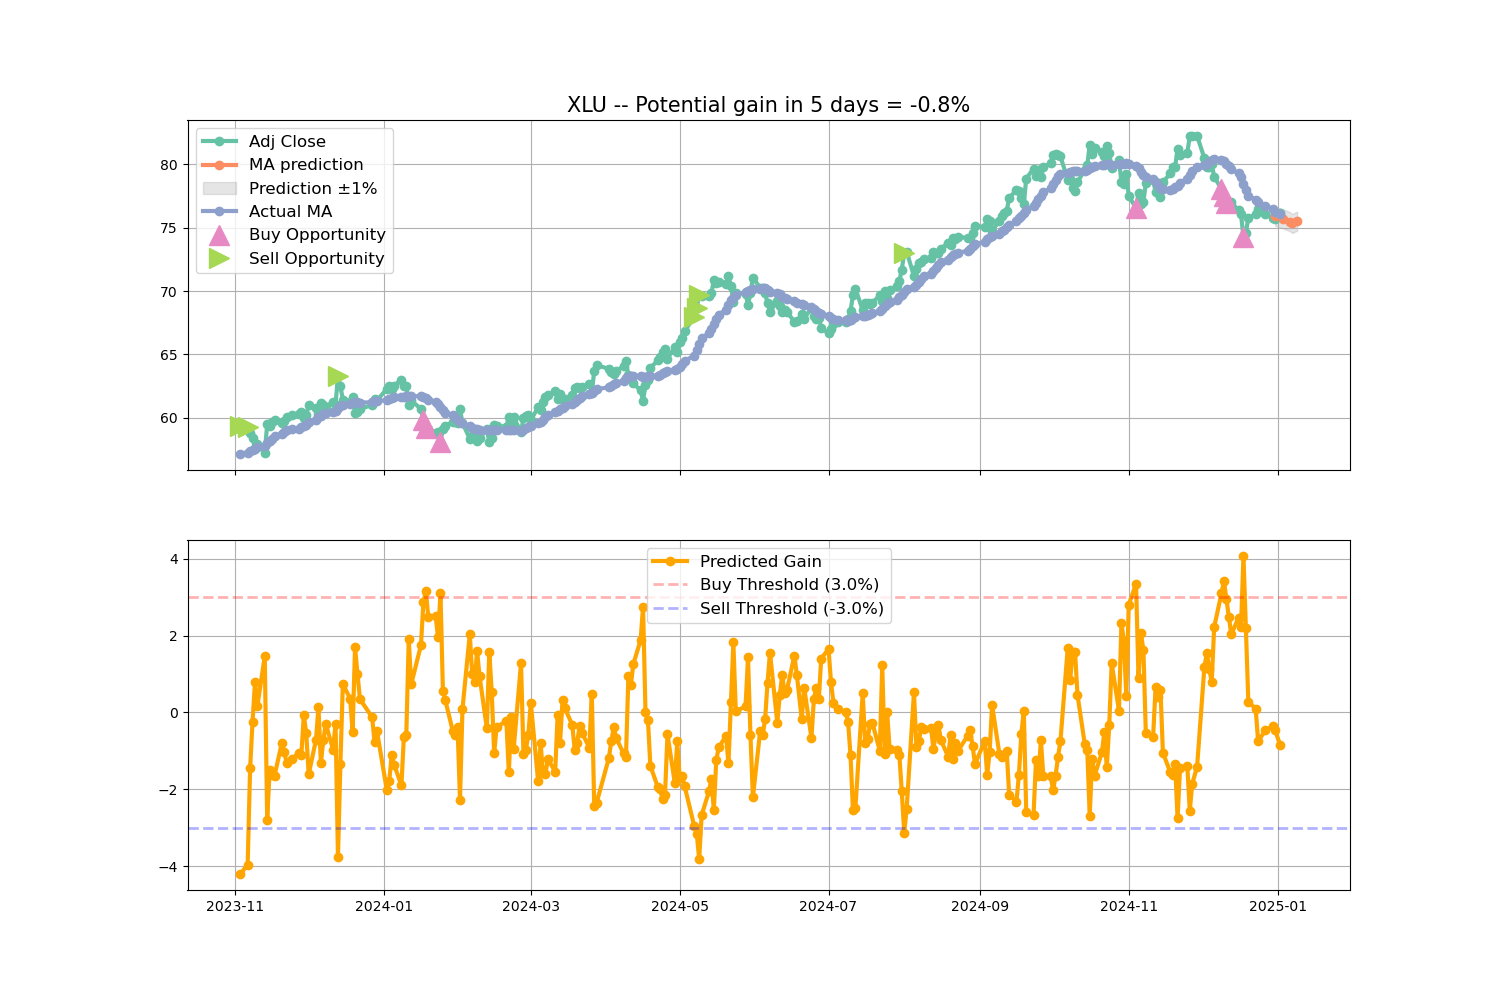 XLU -- Potential gain in 5 days = -0.8%
Adj Close
MA prediction
Prediction ±1%
Actual MA
Buy Opportunity
Sell Opportunity
80
75
70
65
60
Predicted Gain
Buy Threshold (3.0%)
Sell Threshold (-3.0%)
4
2
0
−2
−4
2023-11 2024-01 2024-03 2024-05 2024-07 2024-09 2024-11 2025-01